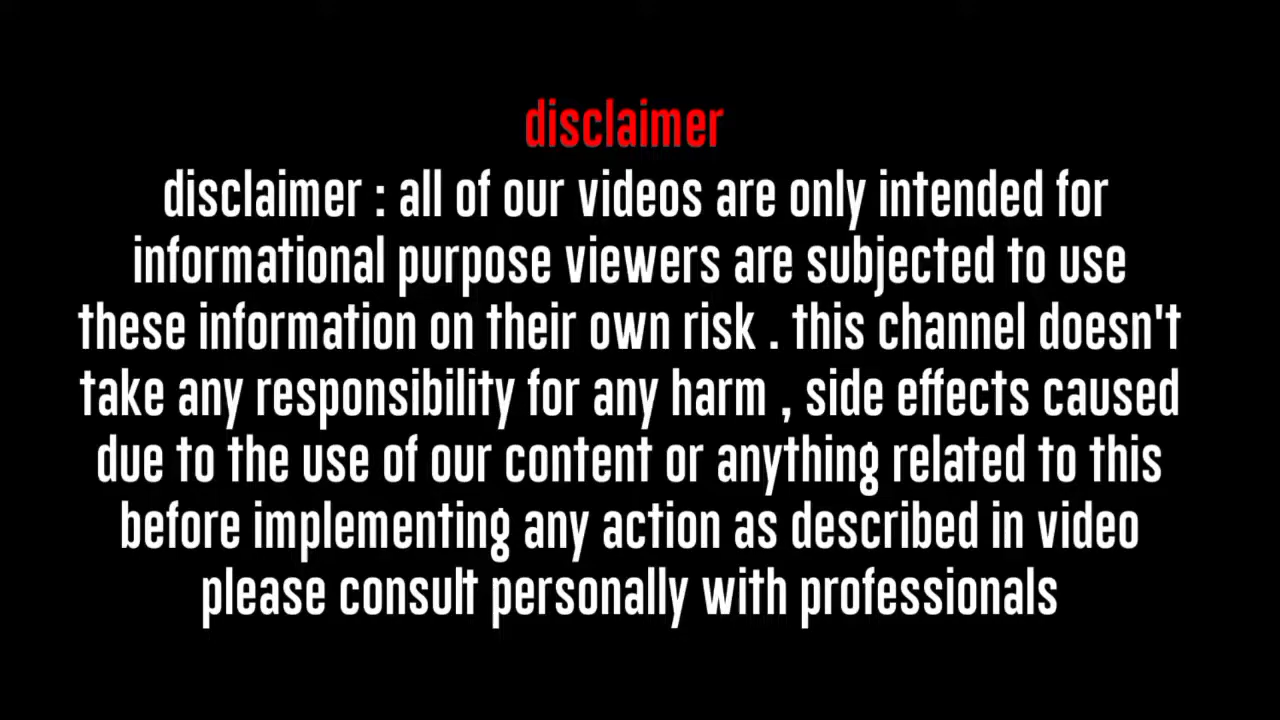 disclaimer
disclaimer : all of our videos are only intended for
informational purpose viewers are subjected to use
these information on their own risk . this channel doesn't
take any responsibility for any harm , side effects caused
due to the use of our content or anything related to this
before implementing any action as described in video
please consult personally with professionals